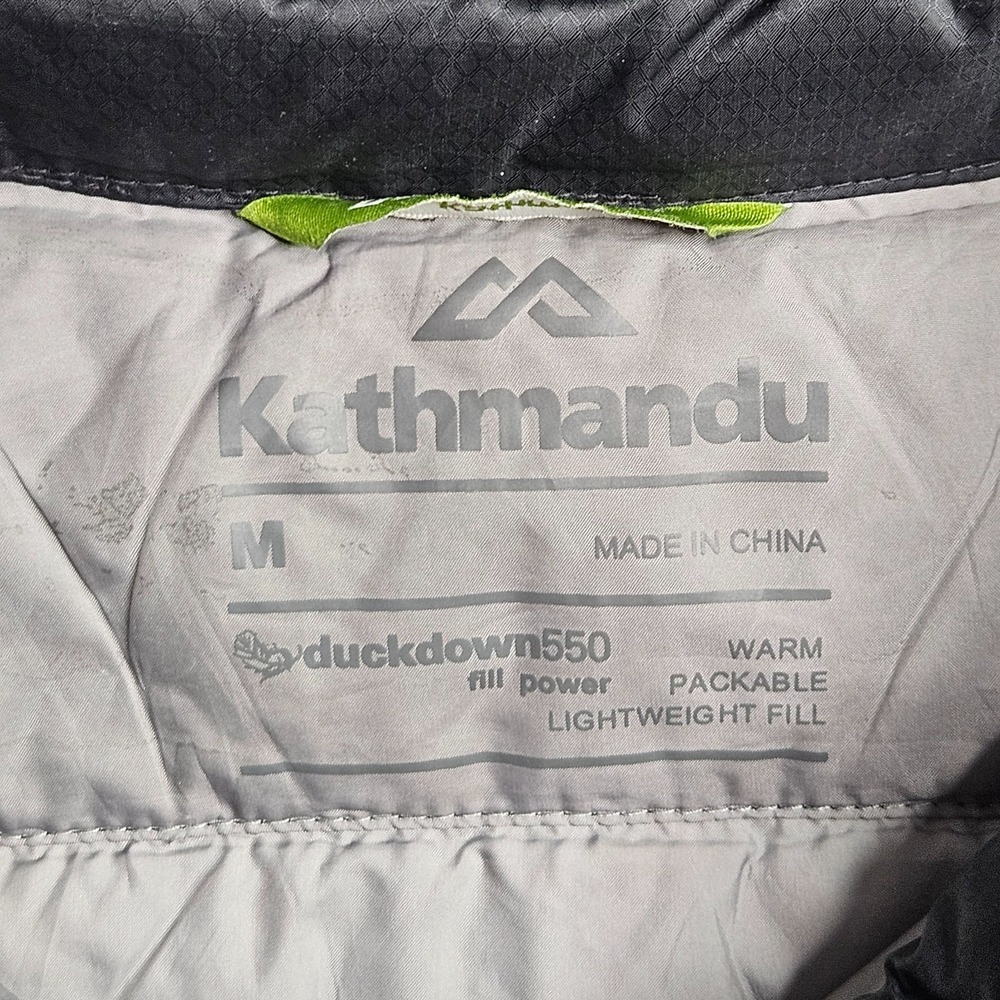 Kathmandu
M MADE IN CHINA
duckdown550
fill power
WARM
PACKABLE
LIGHTWEIGHT FILL